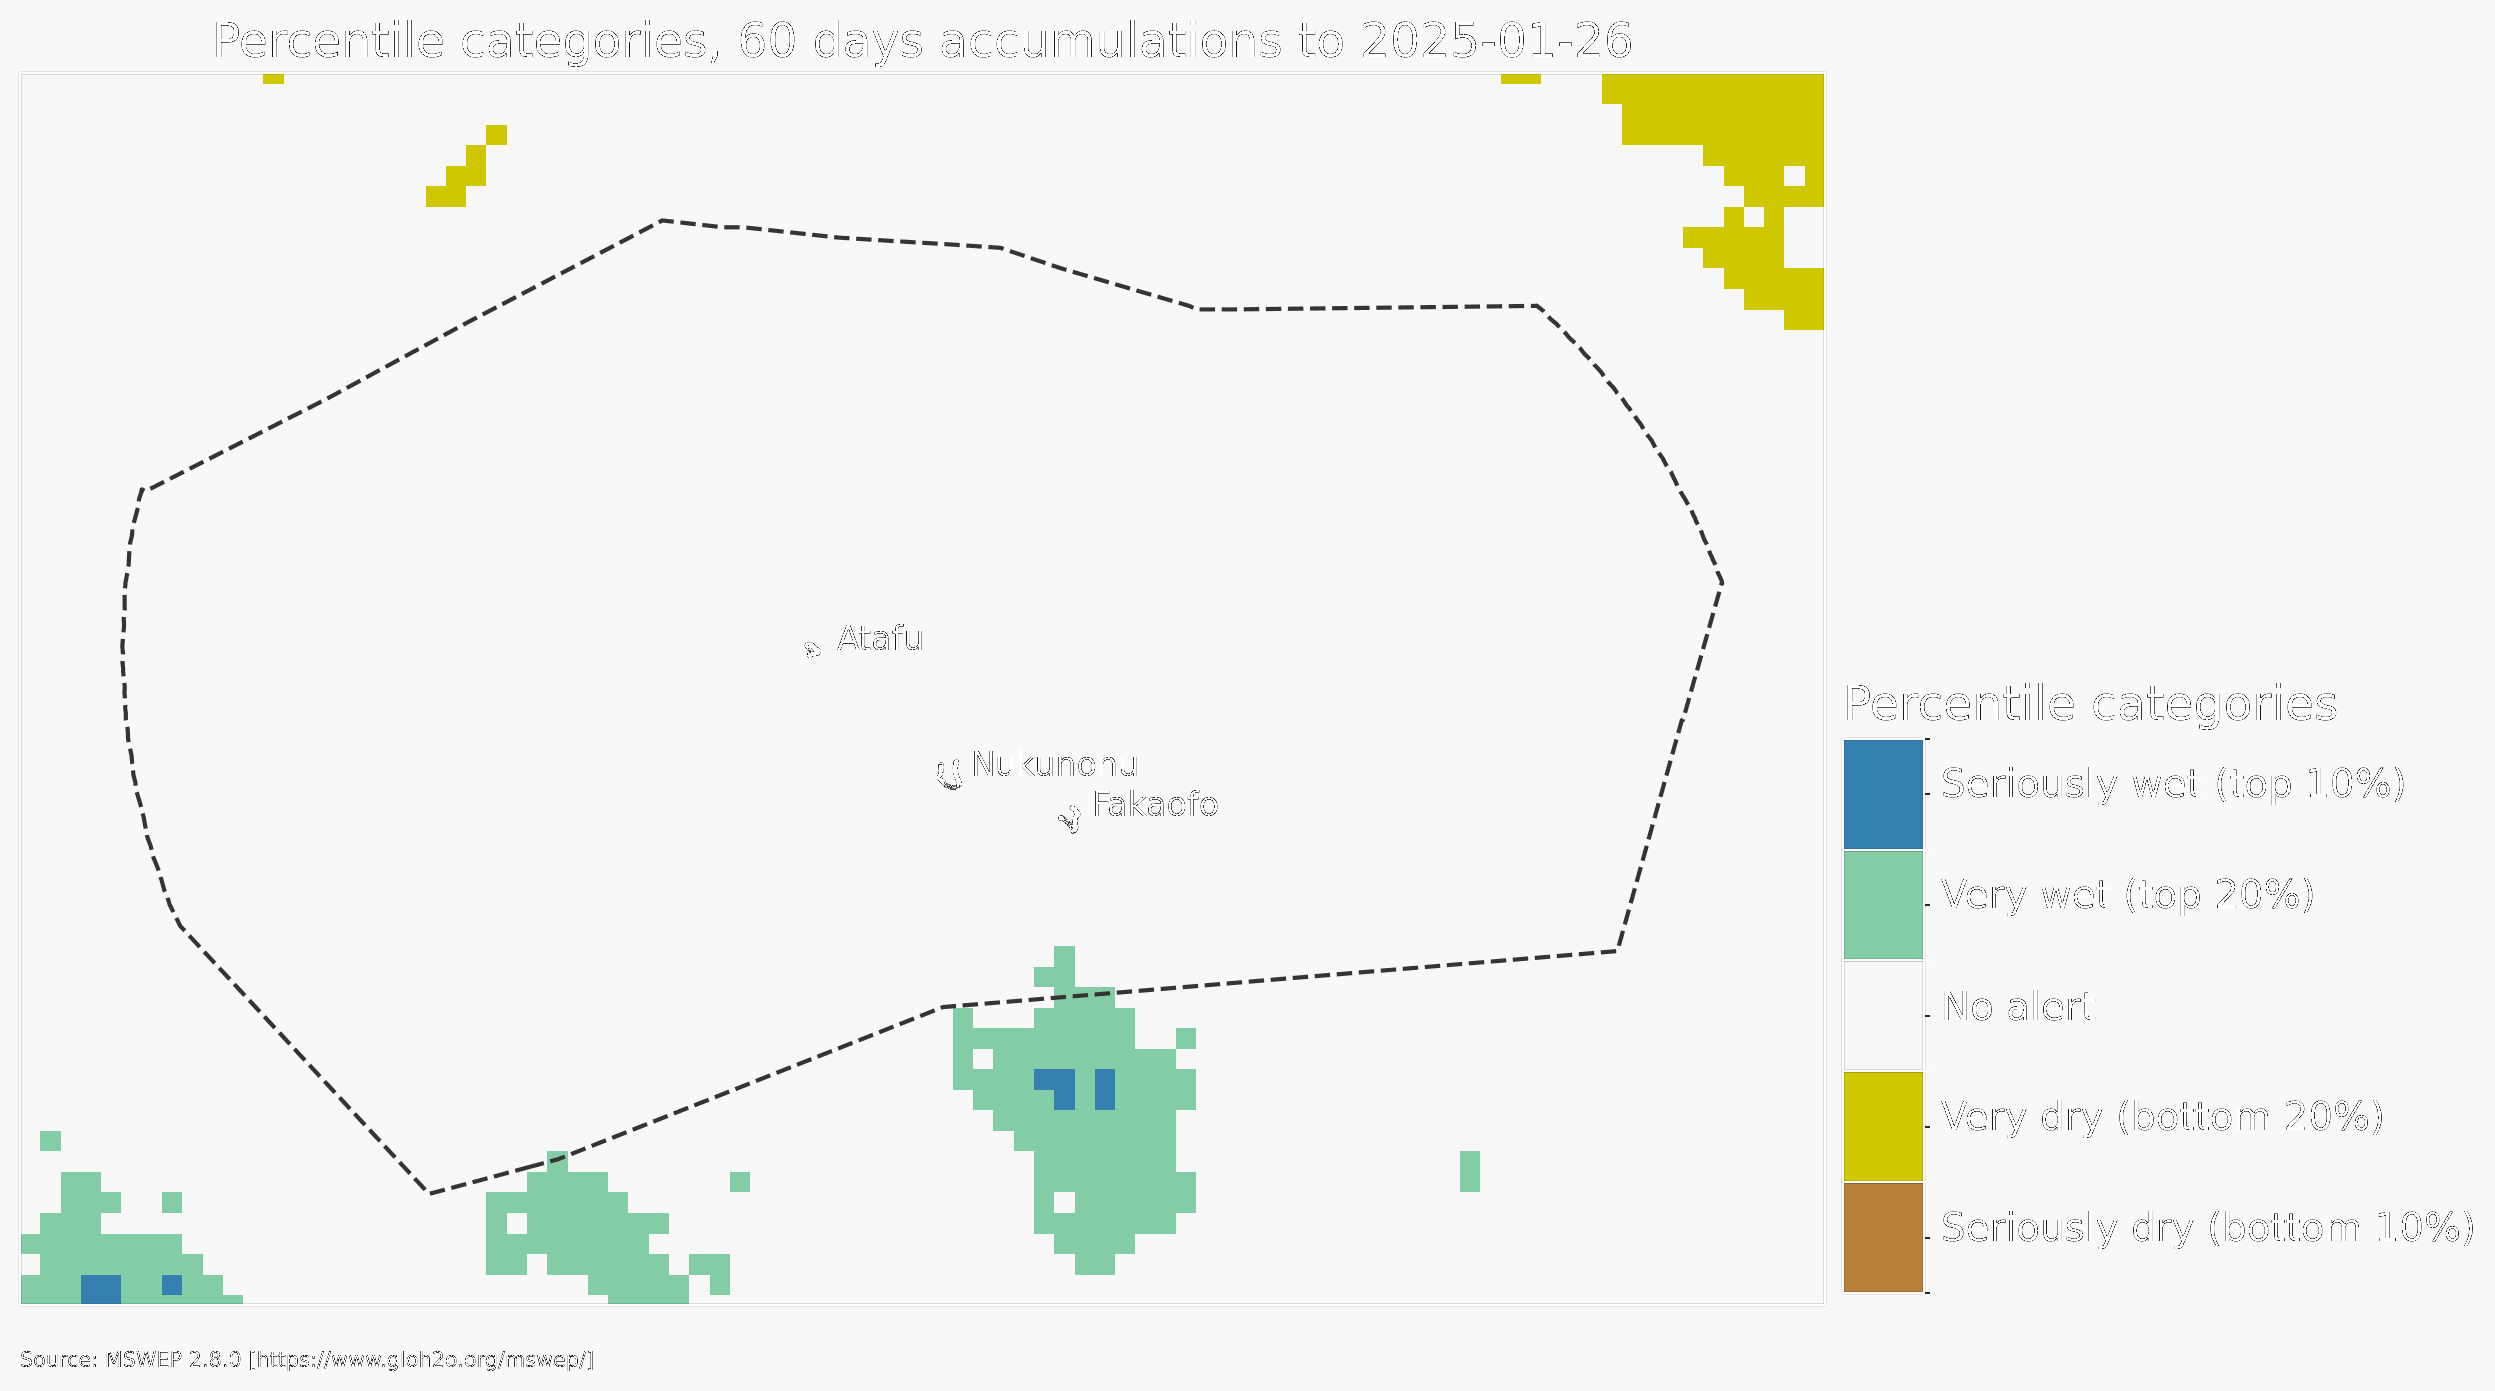 Percentile categories, 60 days accumulations to 2025-01-26
Atafu
Nukunonu
Fakaofo
Percentile categories
Seriously wet (top 10%)
Very wet (top 20%)
No alert
Very dry (bottom 20%)
Seriously dry (bottom 10%)
Source: MSWEP 2.8.0 [https://www.gloh2o.org/mswep/]